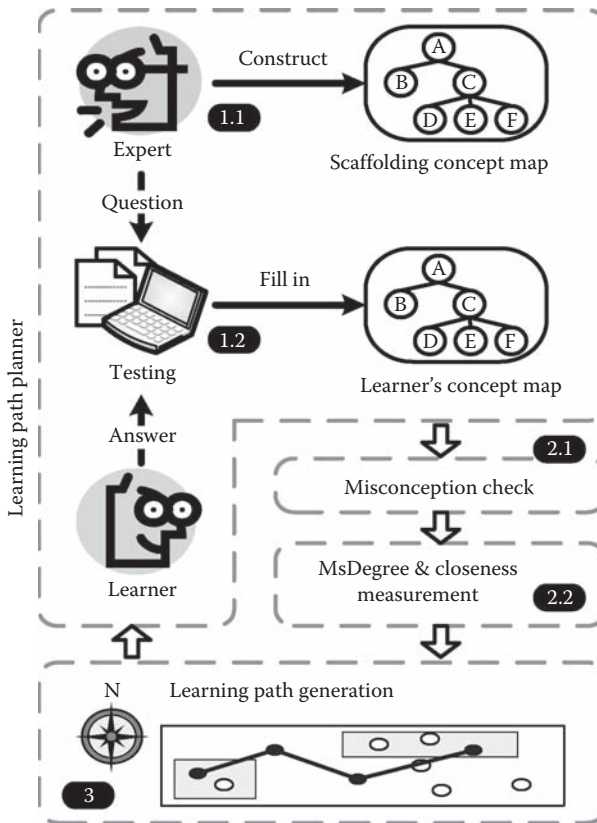 Construct
A
B
C
D
E
F
1.1
Expert
Scaffolding concept map
Question
Fill in
A
B
C
D
E
F
1.2
Testing
Learner's concept map
Answer
2.1
Misconception check
Learner
MsDegree & closeness
measurement
2.2
Learning path planner
N
Learning path generation
3